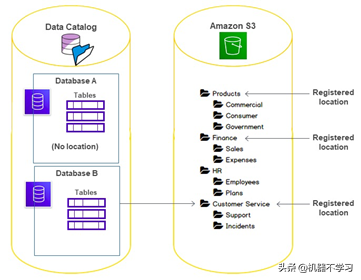 Data Catalog
Amazon S3
Database A
Tables
(No location)
Database B
Tables
Products
Commercial
Consumer
Government
Finance
Sales
Expenses
HR
Employees
Plans
Customer Service
Support
Incidents
Registered
location
Registered
location
Registered
location
头条 @机器不学习